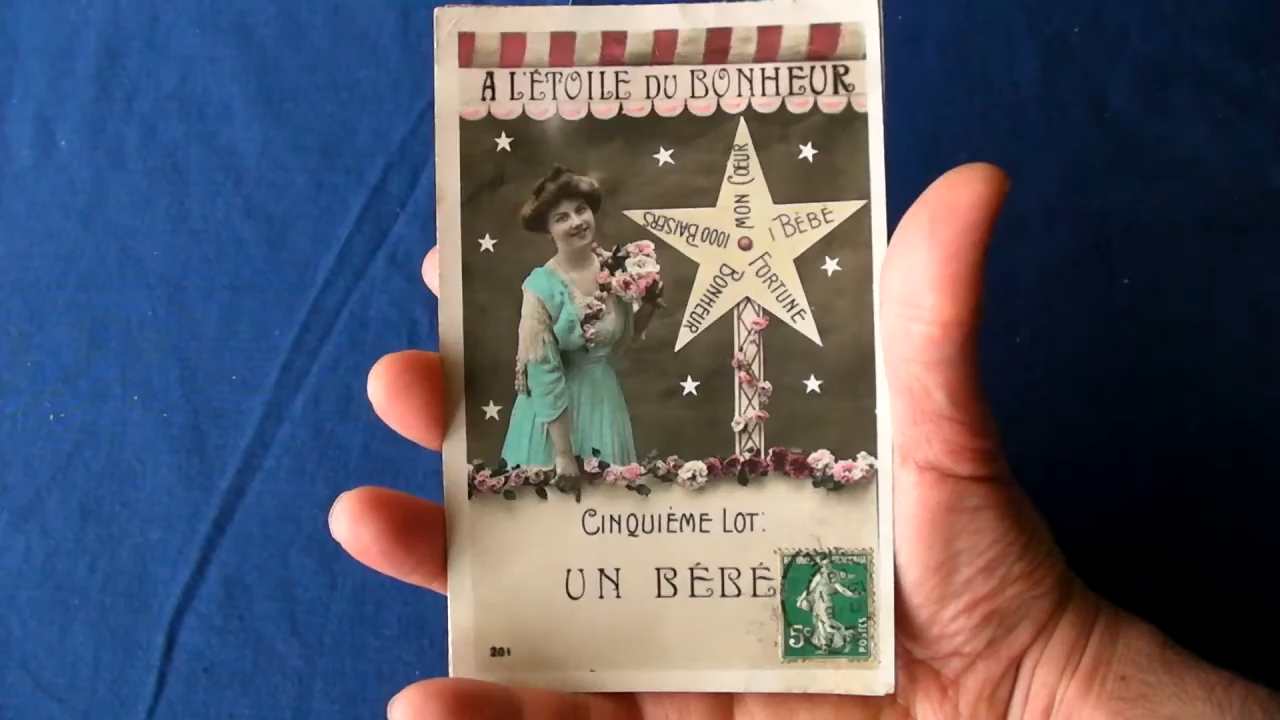 A L'ÉTOILE DU BONHEUR
MON CŒUR
1 BÉBÉ
FORTUNE
BONHEUR
1000 BAISERS
CINQUIÈME LOT:
UN BÉBÉ
5c
POSTES
201